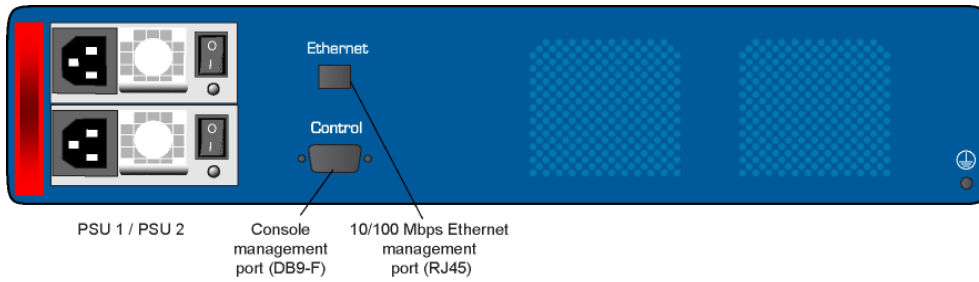 Ethernet
Control
O
I
O
I
PSU 1 / PSU 2
Console
management
port (DB9-F)
10/100 Mbps Ethernet
management
port (RJ45)